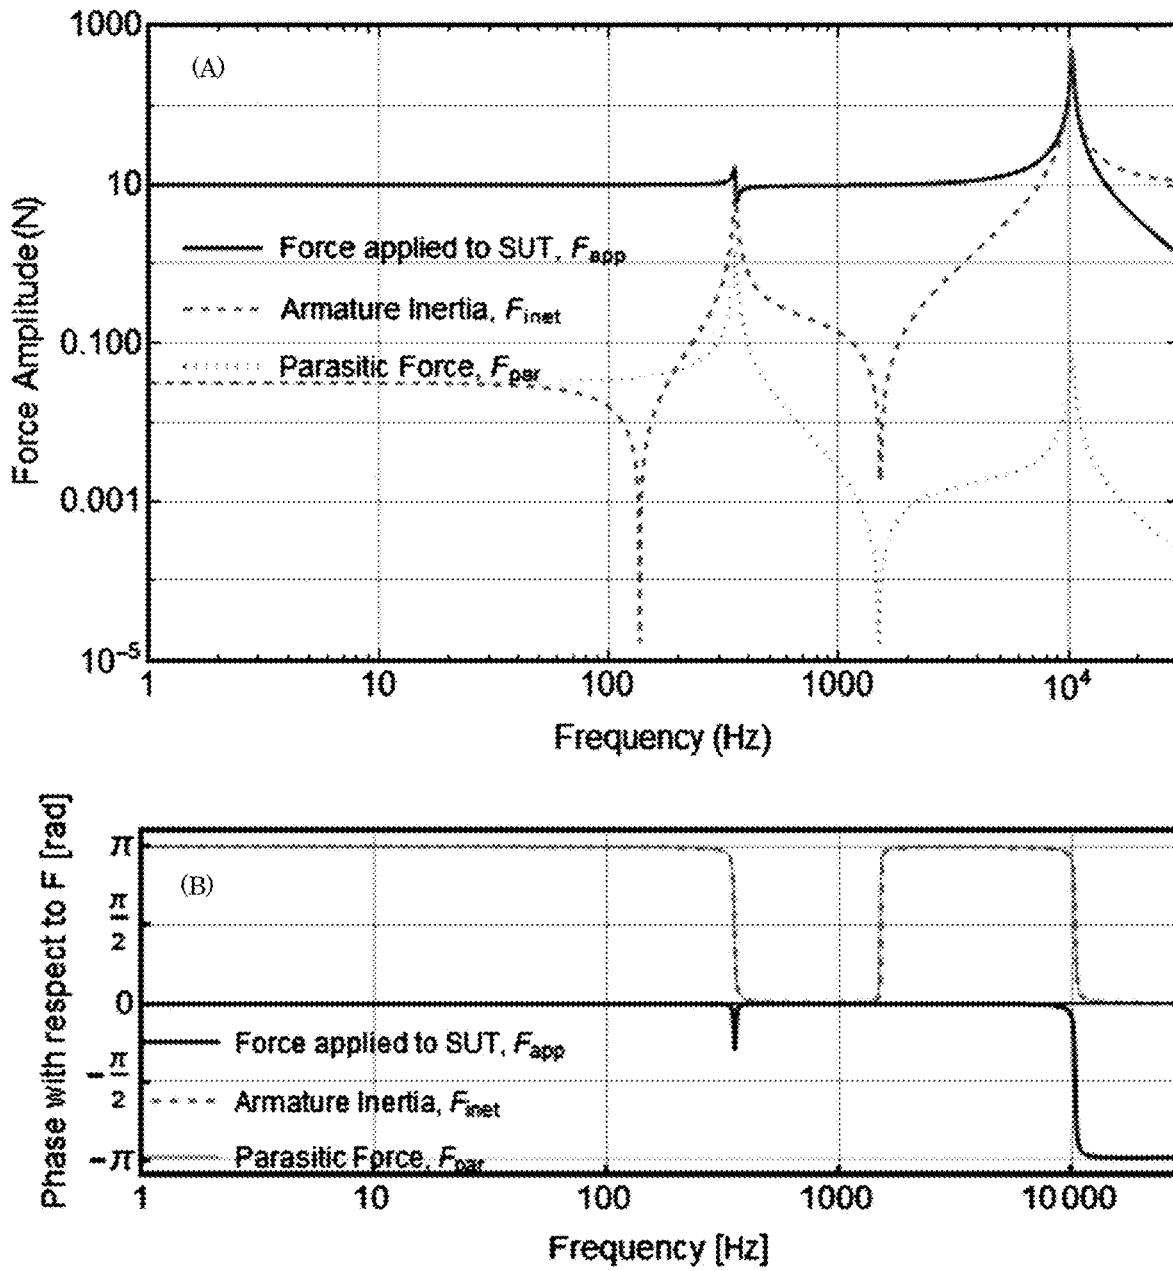 1000
(A)
10
Force applied to SUT, Fapp
Armature Inertia, Finet
0.100
Parasitic Force, Fpar
0.001
10⁻⁵
Force Amplitude (N)
1 10 100 1000 10⁴
Frequency (Hz)
π
(B)
π/2
0
Force applied to SUT, Fapp
-π/2
Armature Inertia, Finet
-π
Parasitic Force, Fpar
Phase with respect to F [rad]
1 10 100 1000 10000
Frequency [Hz]